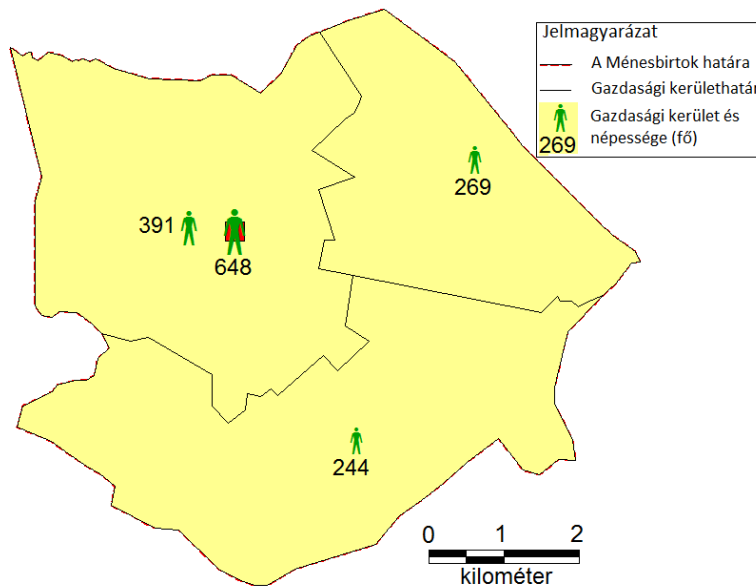 Jelmagyarázat
A Ménesbirtok határa
Gazdasági kerülethatár
Gazdasági kerület és
népessége (fő)
269
269
391
648
244
0 1 2
kilométer